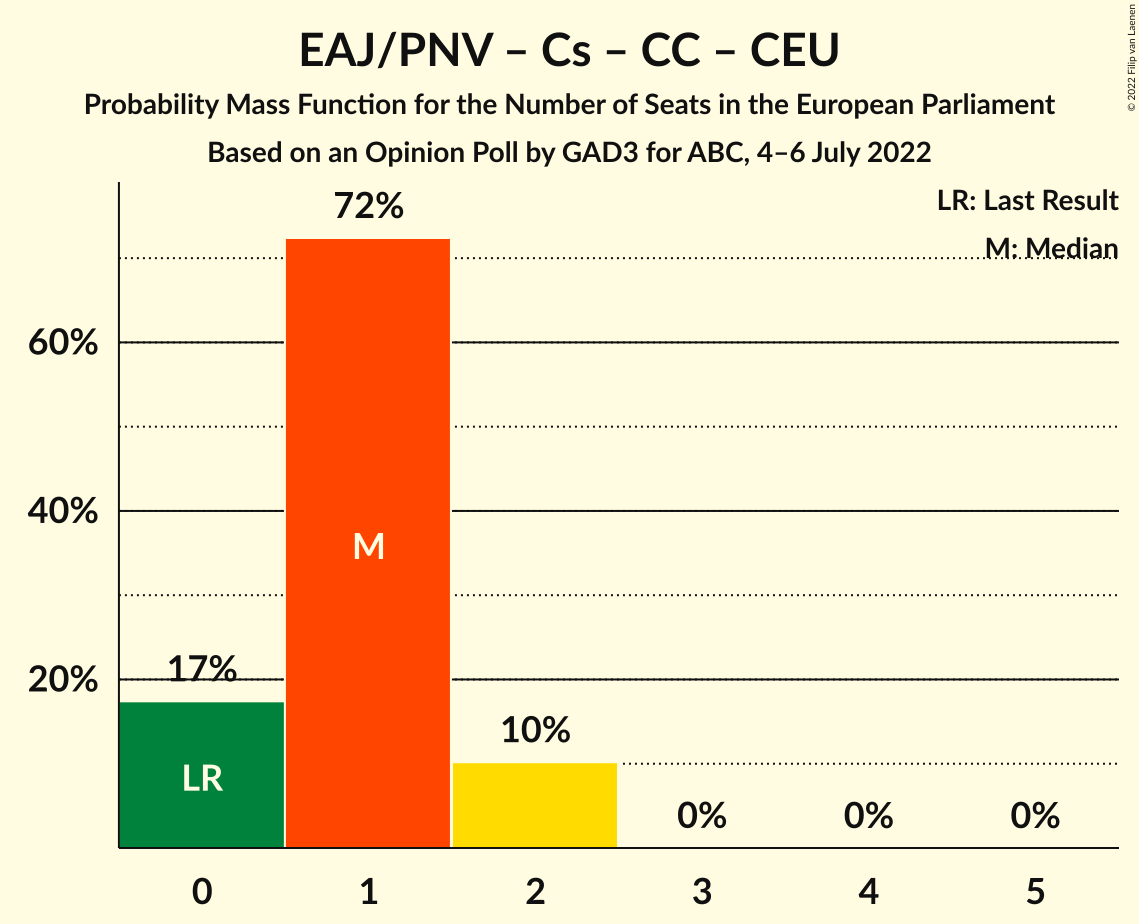 EAJ/PNV – Cs – CC – CEU
Probability Mass Function for the Number of Seats in the European Parliament
Based on an Opinion Poll by GAD3 for ABC, 4–6 July 2022
© 2022 Filip van Laenen
LR: Last Result
M: Median
72%
60%
40%
20%
17%
10%
0%
0%
0%
M
LR
0
1
2
3
4
5